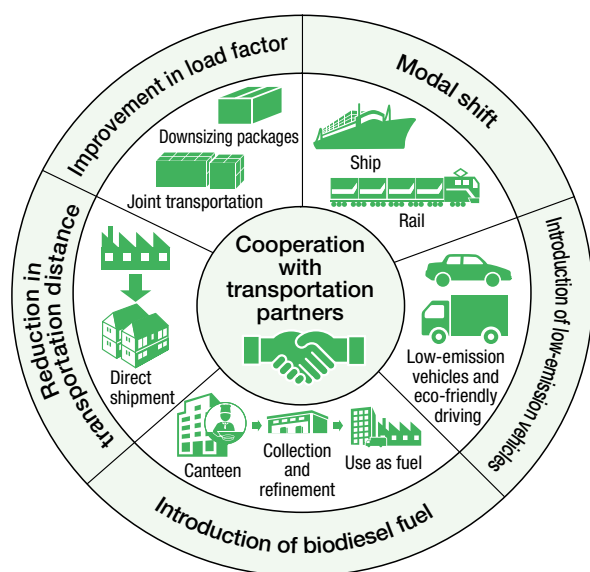 Improvement in load factor
Downsizing packages
Joint transportation
Modal shift
Ship
Rail
Introduction of low-emission vehicles
Low-emission
vehicles and
eco-friendly
driving
Introduction of biodiesel fuel
Canteen
Collection
and
refinement
Use as fuel
Reduction in
transportation distance
Direct
shipment
Cooperation
with
transportation
partners